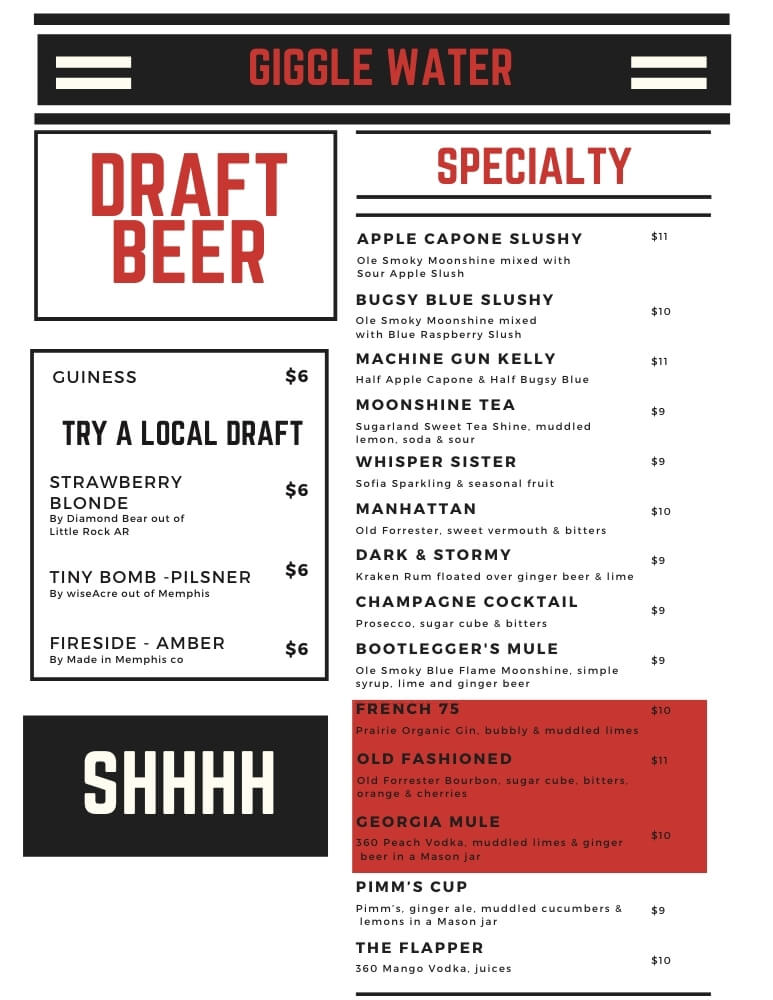 GIGGLE WATER
DRAFT
BEER
GUINESS $6
TRY A LOCAL DRAFT
STRAWBERRY
BLONDE $6
By Diamond Bear out of
Little Rock AR
TINY BOMB -PILSNER $6
By wiseAcre out of Memphis
FIRESIDE - AMBER $6
By Made in Memphis co
SHHHH
SPECIALTY
APPLE CAPONE SLUSHY $11
Ole Smoky Moonshine mixed with
Sour Apple Slush
BUGSY BLUE SLUSHY $10
Ole Smoky Moonshine mixed
with Blue Raspberry Slush
MACHINE GUN KELLY $11
Half Apple Capone & Half Bugsy Blue
MOONSHINE TEA $9
Sugarland Sweet Tea Shine, muddled
lemon, soda & sour
WHISPER SISTER $9
Sofia Sparkling & seasonal fruit
MANHATTAN $10
Old Forrester, sweet vermouth & bitters
DARK & STORMY $9
Kraken Rum floated over ginger beer & lime
CHAMPAGNE COCKTAIL $9
Prosecco, sugar cube & bitters
BOOTLEGGER'S MULE $9
Ole Smoky Blue Flame Moonshine, simple
syrup, lime and ginger beer
FRENCH 75 $10
Prairie Organic Gin, bubbly & muddled limes
OLD FASHIONED $11
Old Forrester Bourbon, sugar cube, bitters,
orange & cherries
GEORGIA MULE $10
360 Peach Vodka, muddled limes & ginger
beer in a Mason jar
PIMM'S CUP $9
Pimm's, ginger ale, muddled cucumbers &
lemons in a Mason jar
THE FLAPPER $10
360 Mango Vodka, juices